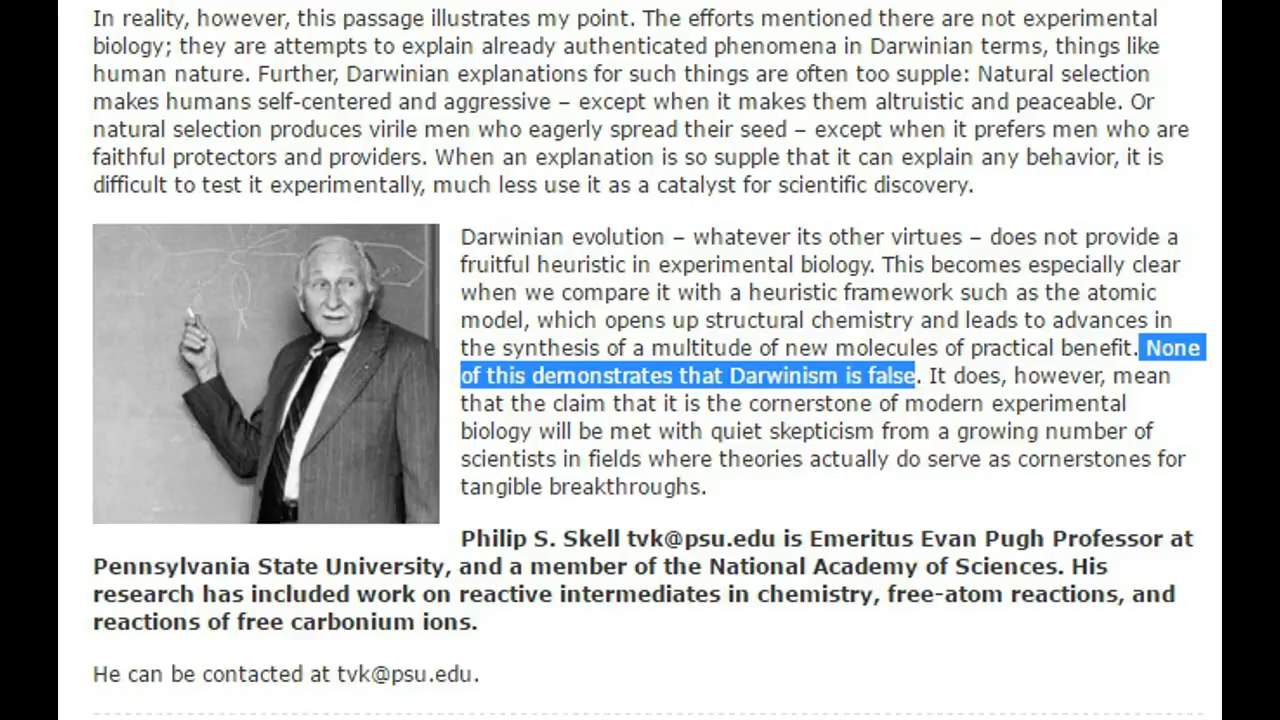 In reality, however, this passage illustrates my point. The efforts mentioned there are not experimental
biology; they are attempts to explain already authenticated phenomena in Darwinian terms, things like
human nature. Further, Darwinian explanations for such things are often too supple: Natural selection
makes humans self-centered and aggressive – except when it makes them altruistic and peaceable. Or
natural selection produces virile men who eagerly spread their seed – except when it prefers men who are
faithful protectors and providers. When an explanation is so supple that it can explain any behavior, it is
difficult to test it experimentally, much less use it as a catalyst for scientific discovery.
Darwinian evolution – whatever its other virtues – does not provide a
fruitful heuristic in experimental biology. This becomes especially clear
when we compare it with a heuristic framework such as the atomic
model, which opens up structural chemistry and leads to advances in
the synthesis of a multitude of new molecules of practical benefit. None
of this demonstrates that Darwinism is false. It does, however, mean
that the claim that it is the cornerstone of modern experimental
biology will be met with quiet skepticism from a growing number of
scientists in fields where theories actually do serve as cornerstones for
tangible breakthroughs.
Philip S. Skell tvk@psu.edu is Emeritus Evan Pugh Professor at
Pennsylvania State University, and a member of the National Academy of Sciences. His
research has included work on reactive intermediates in chemistry, free-atom reactions, and
reactions of free carbonium ions.
He can be contacted at tvk@psu.edu.